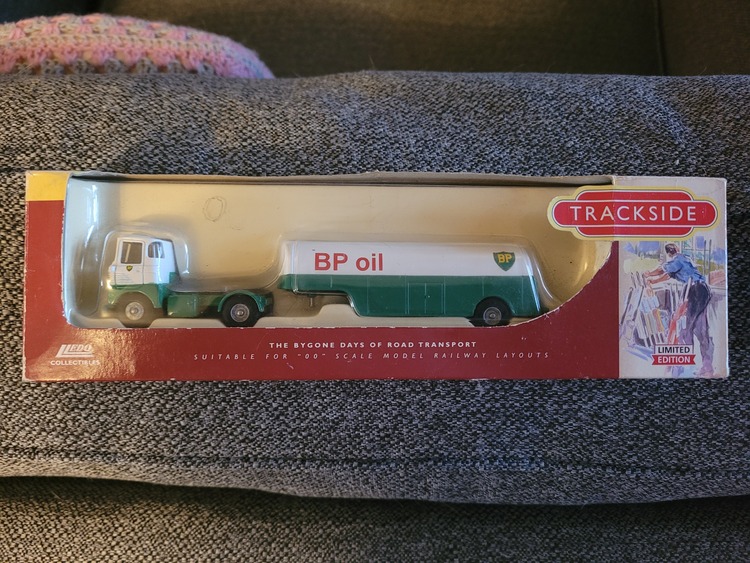 TRACKSIDE
BP oil
BP
THE BYGONE DAYS OF ROAD TRANSPORT
SUITABLE FOR "00" SCALE MODEL RAILWAY LAYOUTS
LLEDO
COLLECTIBLES
LIMITED
EDITION